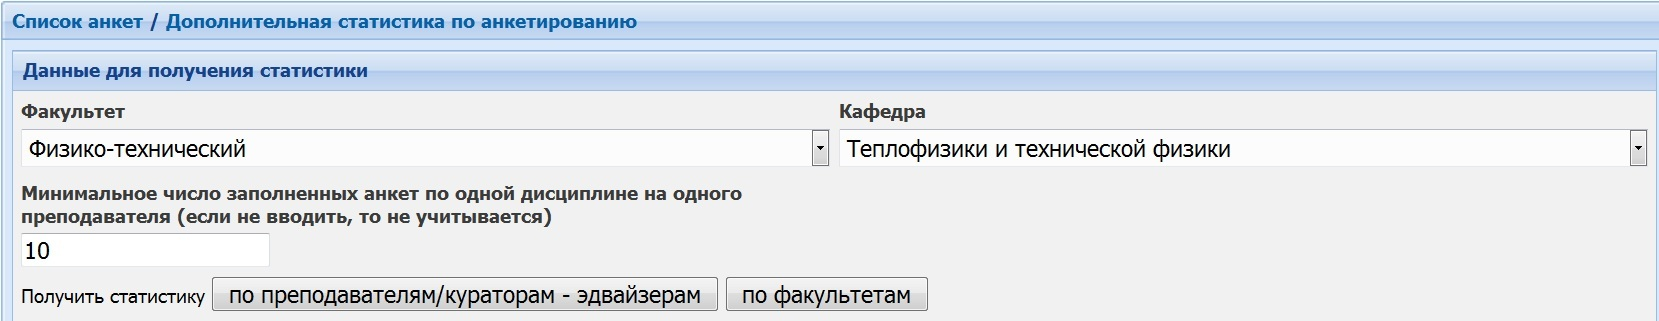 Список анкет / Дополнительная статистика по анкетированию
Данные для получения статистики
Факультет
Кафедра
Физико-технический
Теплофизики и технической физики
Минимальное число заполненных анкет по одной дисциплине на одного
преподавателя (если не вводить, то не учитывается)
10
Получить статистику по преподавателям/кураторам - эдвайзерам по факультетам